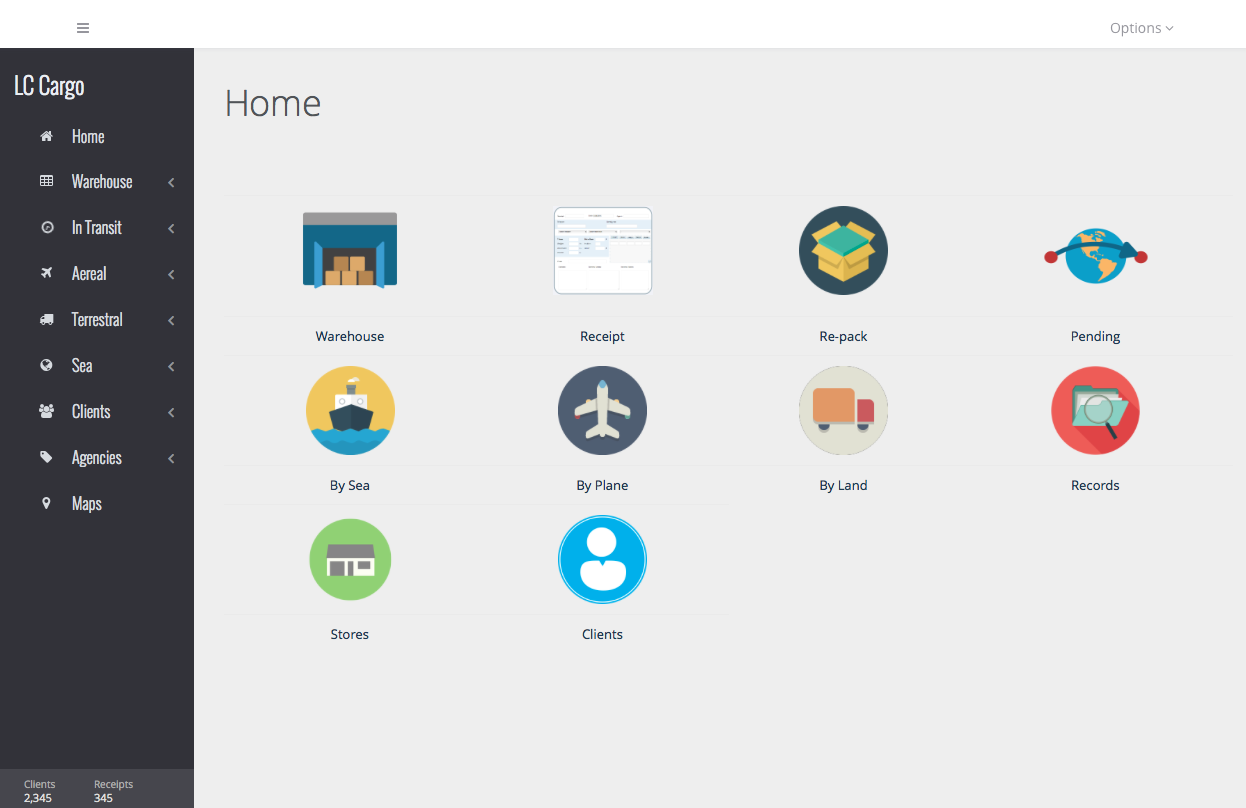 Options
LC Cargo
Home
Warehouse
In Transit
Aereal
Terrestral
Sea
Clients
Agencies
Maps
Clients Receipts
2,345 345
Home
Warehouse Receipt Re-pack Pending
By Sea By Plane By Land Records
Stores Clients